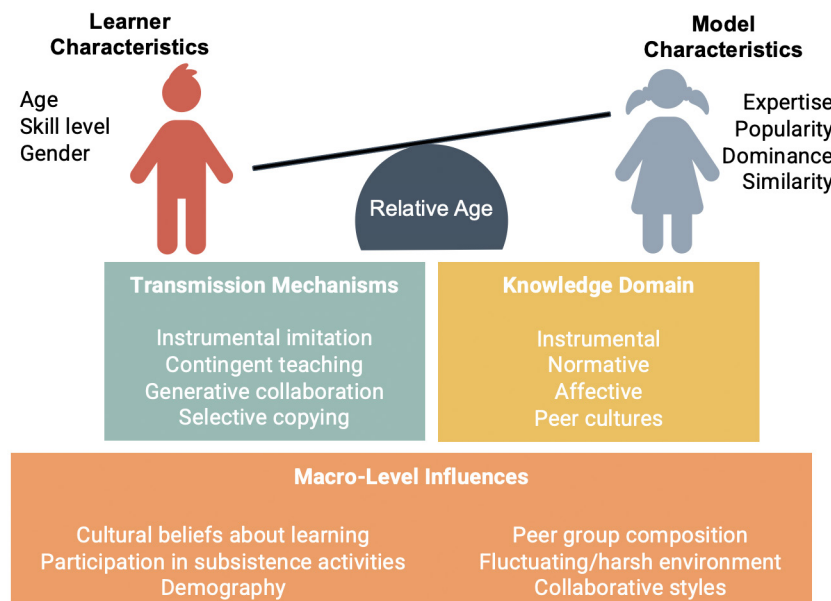 Learner
Characteristics
Age
Skill level
Gender
Model
Characteristics
Expertise
Popularity
Dominance
Similarity
Relative Age
Transmission Mechanisms
Instrumental imitation
Contingent teaching
Generative collaboration
Selective copying
Knowledge Domain
Instrumental
Normative
Affective
Peer cultures
Macro-Level Influences
Cultural beliefs about learning
Participation in subsistence activities
Demography
Peer group composition
Fluctuating/harsh environment
Collaborative styles